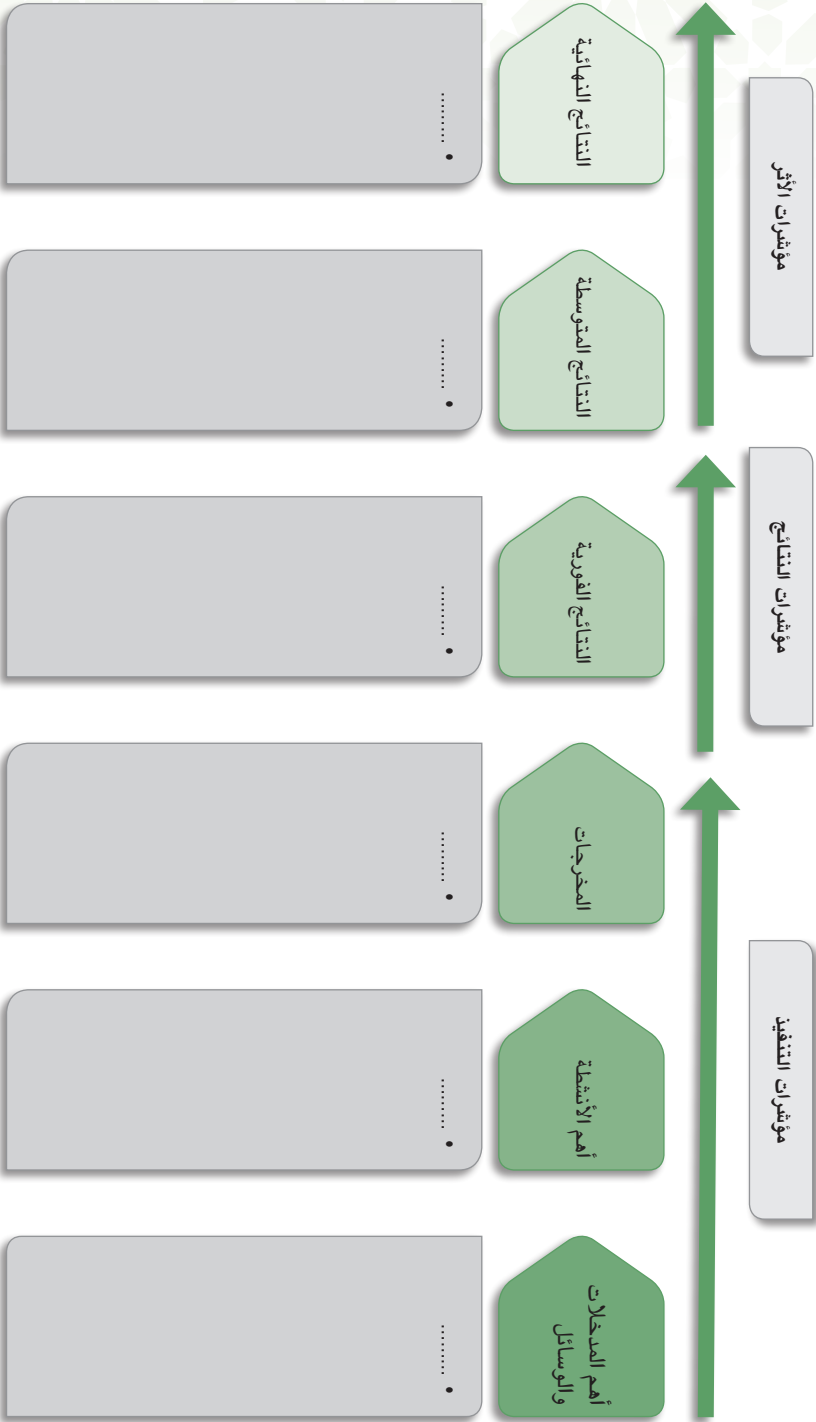 مؤشرات التنفيذ
مؤشرات النتائج
مؤشرات الأثر
أهم المدخلات
والوسائل
أهم الأنشطة
المخرجات
النتائج الفورية
النتائج المتوسطة
النتائج النهائية
• .........
• .........
• .........
• .........
• .........
• .........